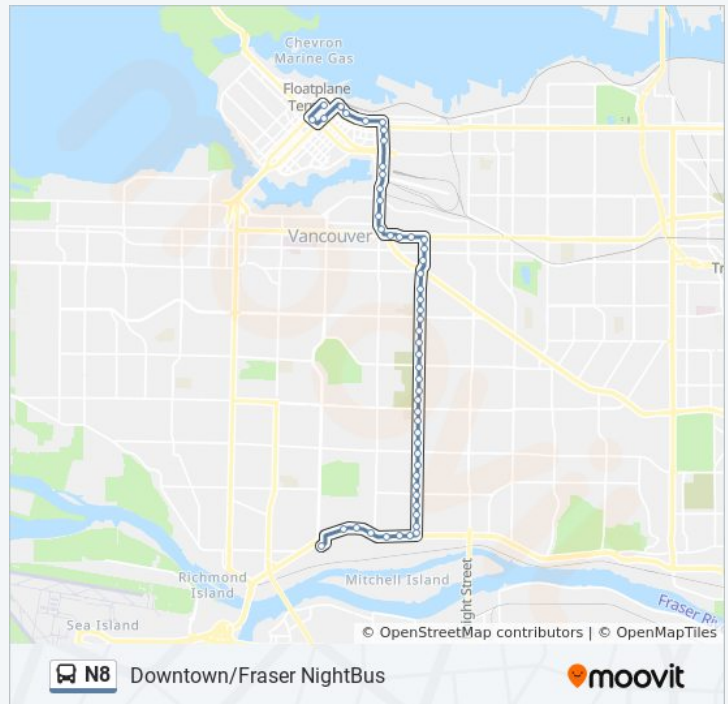 Chevron
Marine Gas
Floatplane
Vancouver
Richmond
Island
Mitchell Island
Sea Island
© OpenStreetMap contributors | © OpenMapTiles
N8
Downtown/Fraser NightBus
moovit